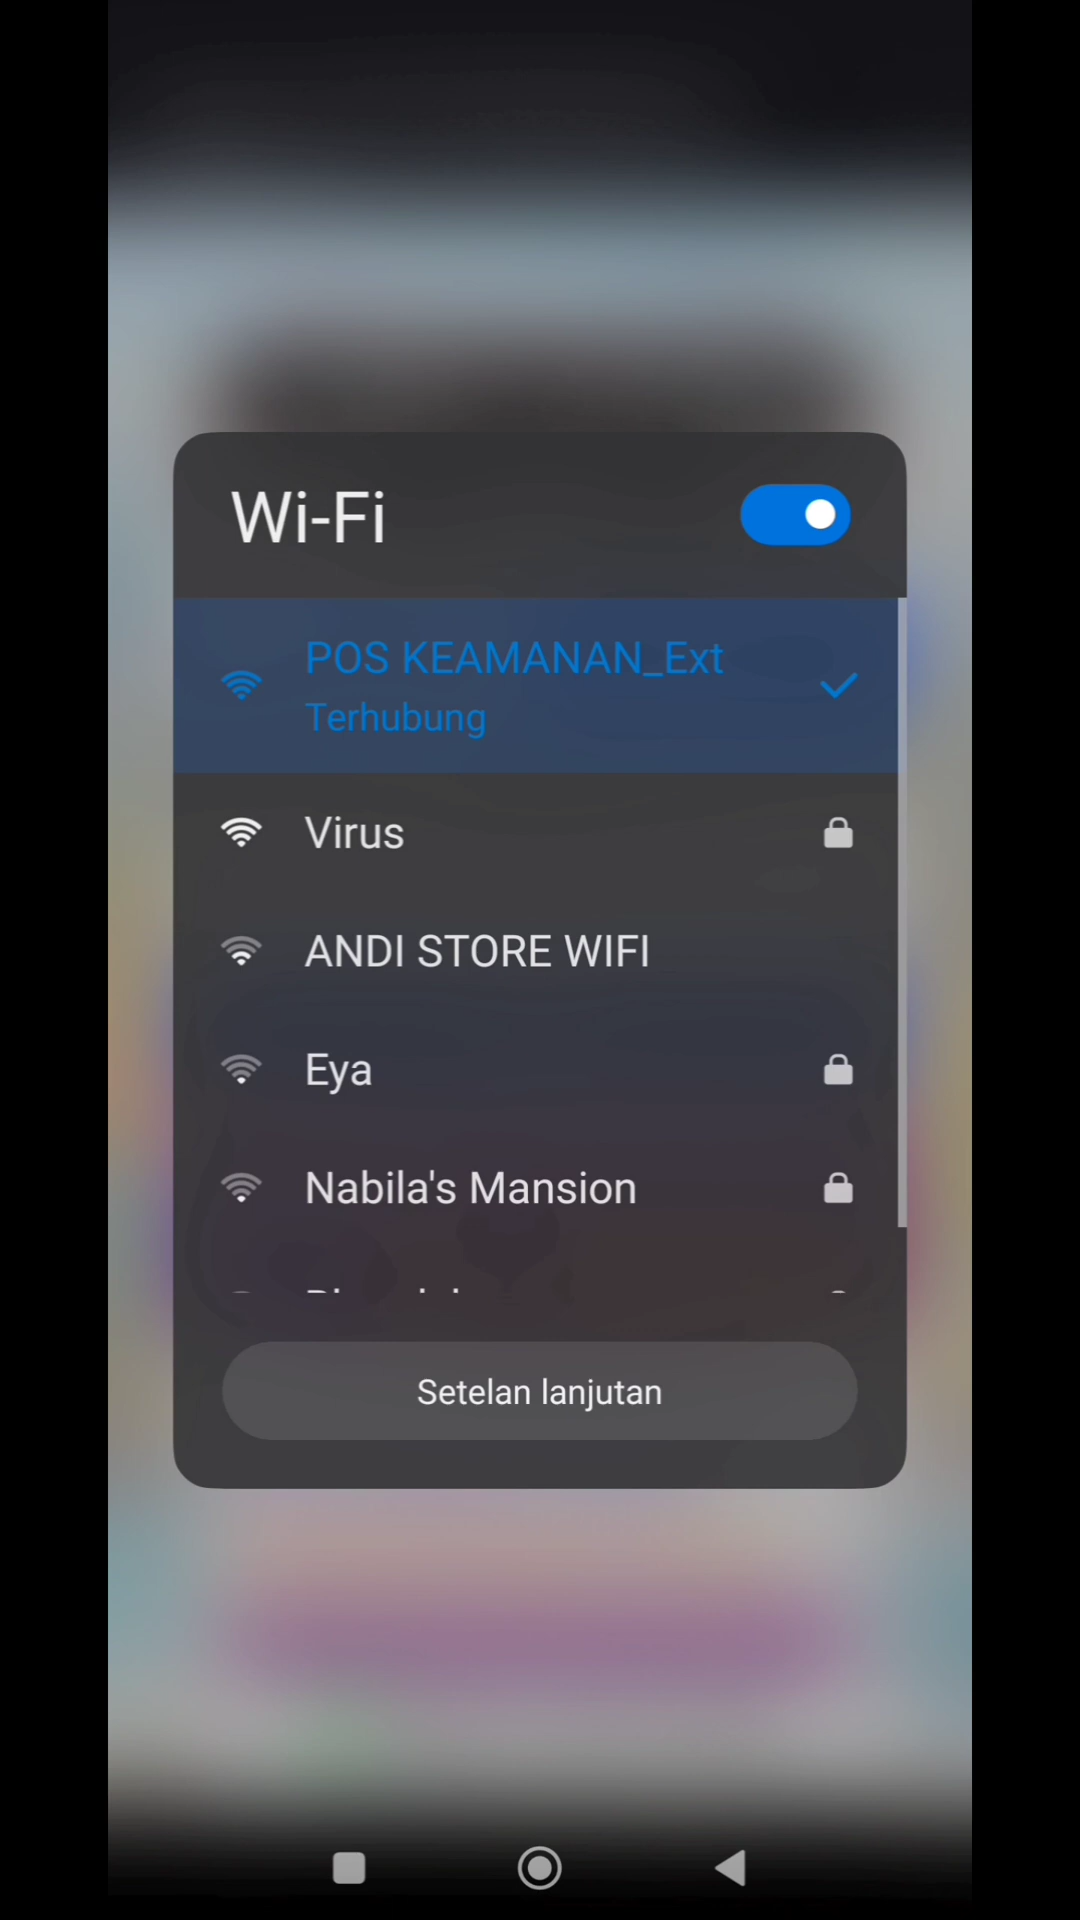 Wi-Fi
POS KEAMANAN_Ext
Terhubung
Virus
ANDI STORE WIFI
Eya
Nabila's Mansion
Setelan lanjutan